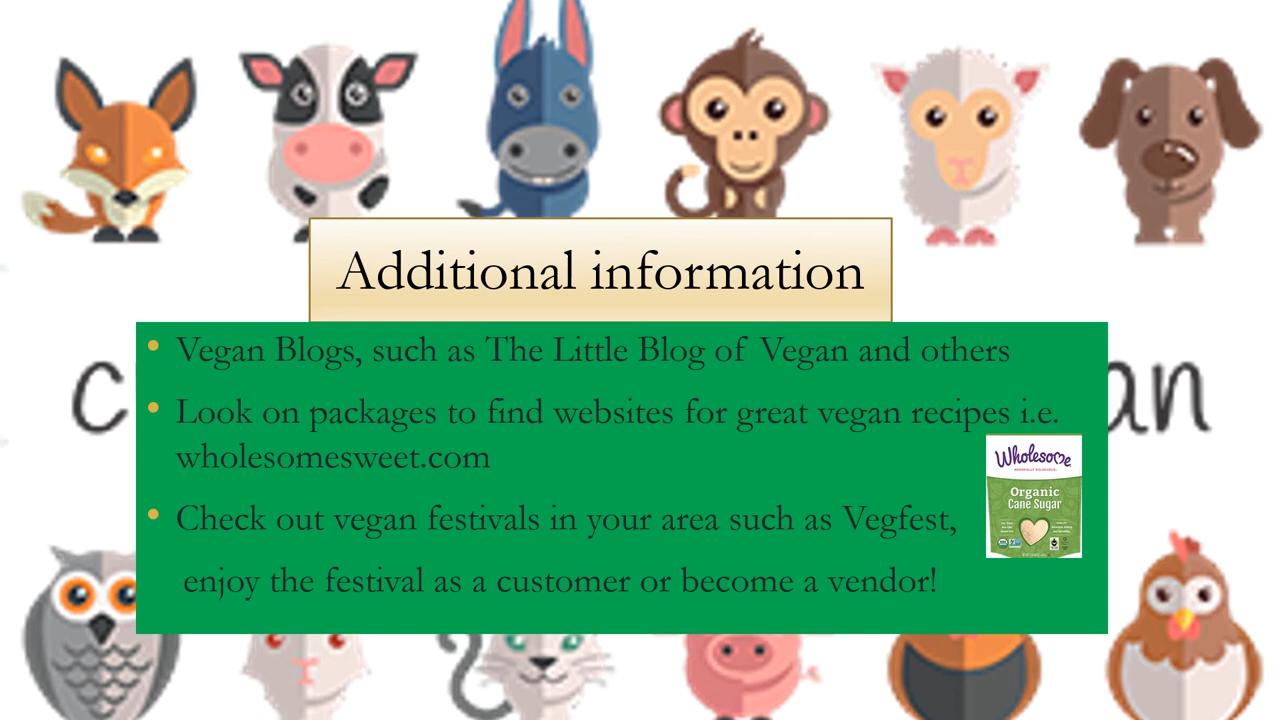 Additional information
• Vegan Blogs, such as The Little Blog of Vegan and others
• Look on packages to find websites for great vegan recipes i.e.
wholesomesweet.com
• Check out vegan festivals in your area such as Vegfest,
enjoy the festival as a customer or become a vendor!
c an
Wholesome
Organic
Cane Sugar